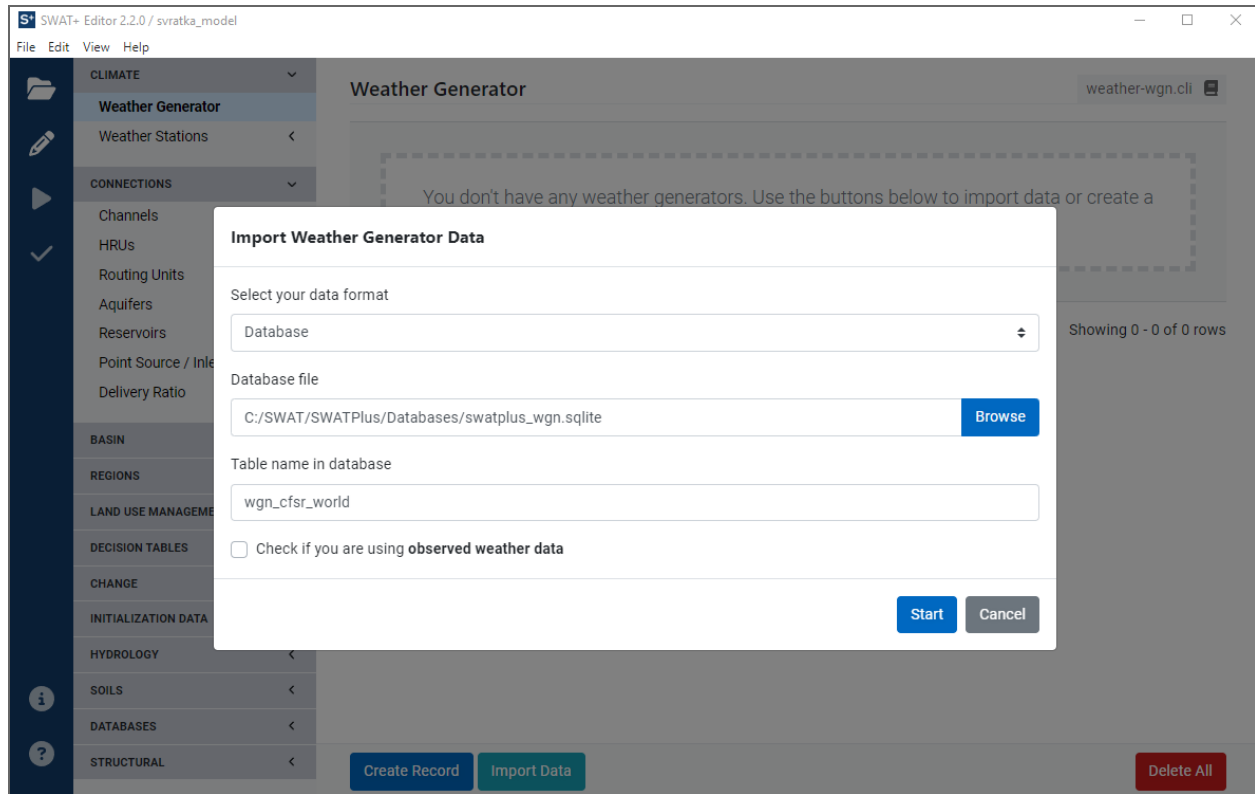 S+ SWAT+ Editor 2.2.0 / svratka_model
File Edit View Help
CLIMATE
Weather Generator
Weather Stations
CONNECTIONS
Channels
HRUs
Routing Units
Aquifers
Reservoirs
Point Source / Inle
Delivery Ratio
BASIN
REGIONS
LAND USE MANAGEME
DECISION TABLES
CHANGE
INITIALIZATION DATA
HYDROLOGY
SOILS
DATABASES
STRUCTURAL
Weather Generator
weather-wgn.cli
You don't have any weather generators. Use the buttons below to import data or create a
Import Weather Generator Data
Select your data format
Database
Database file
C:/SWAT/SWATPlus/Databases/swatplus_wgn.sqlite
Browse
Table name in database
wgn_cfsr_world
Check if you are using observed weather data
Start
Cancel
Showing 0 - 0 of 0 rows
Create Record
Import Data
Delete All